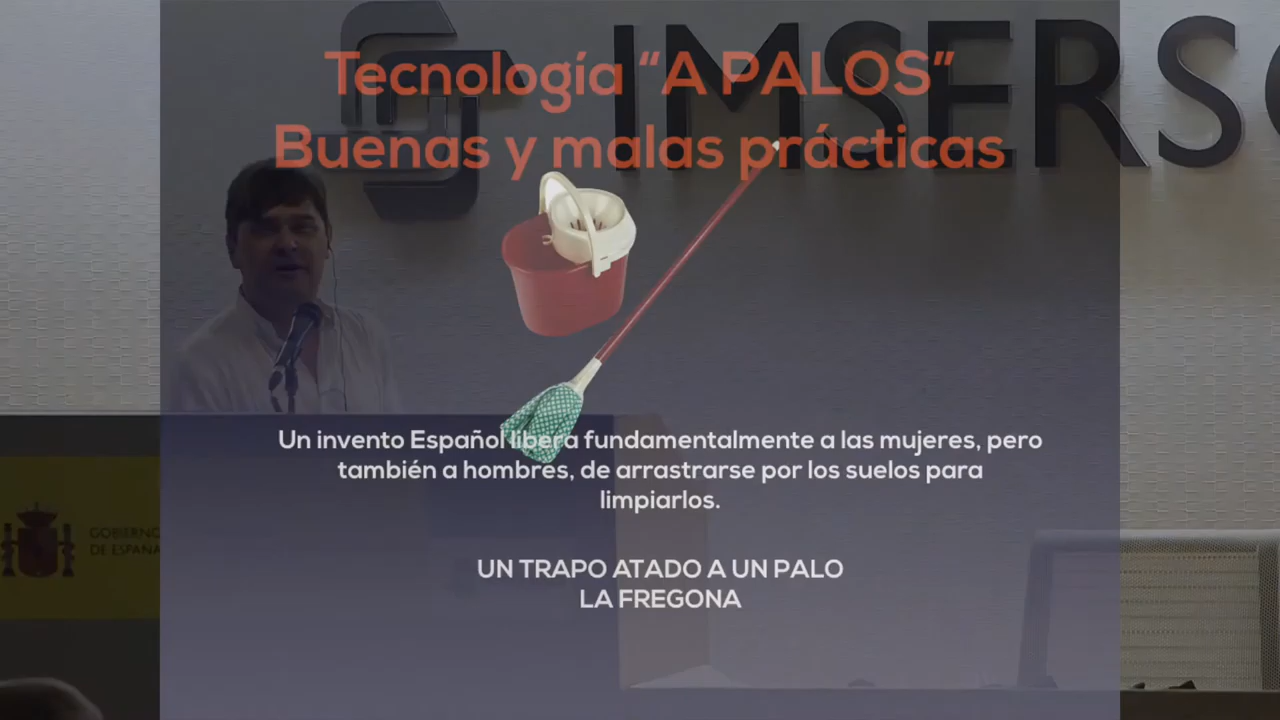 Tecnología “A PALOS”
Buenas y malas prácticas
IMSERSO
Un invento Español libera fundamentalmente a las mujeres, pero
también a hombres, de arrastrarse por los suelos para
limpiarlos.
GOBIERNO
DE ESPAÑA
UN TRAPO ATADO A UN PALO
LA FREGONA